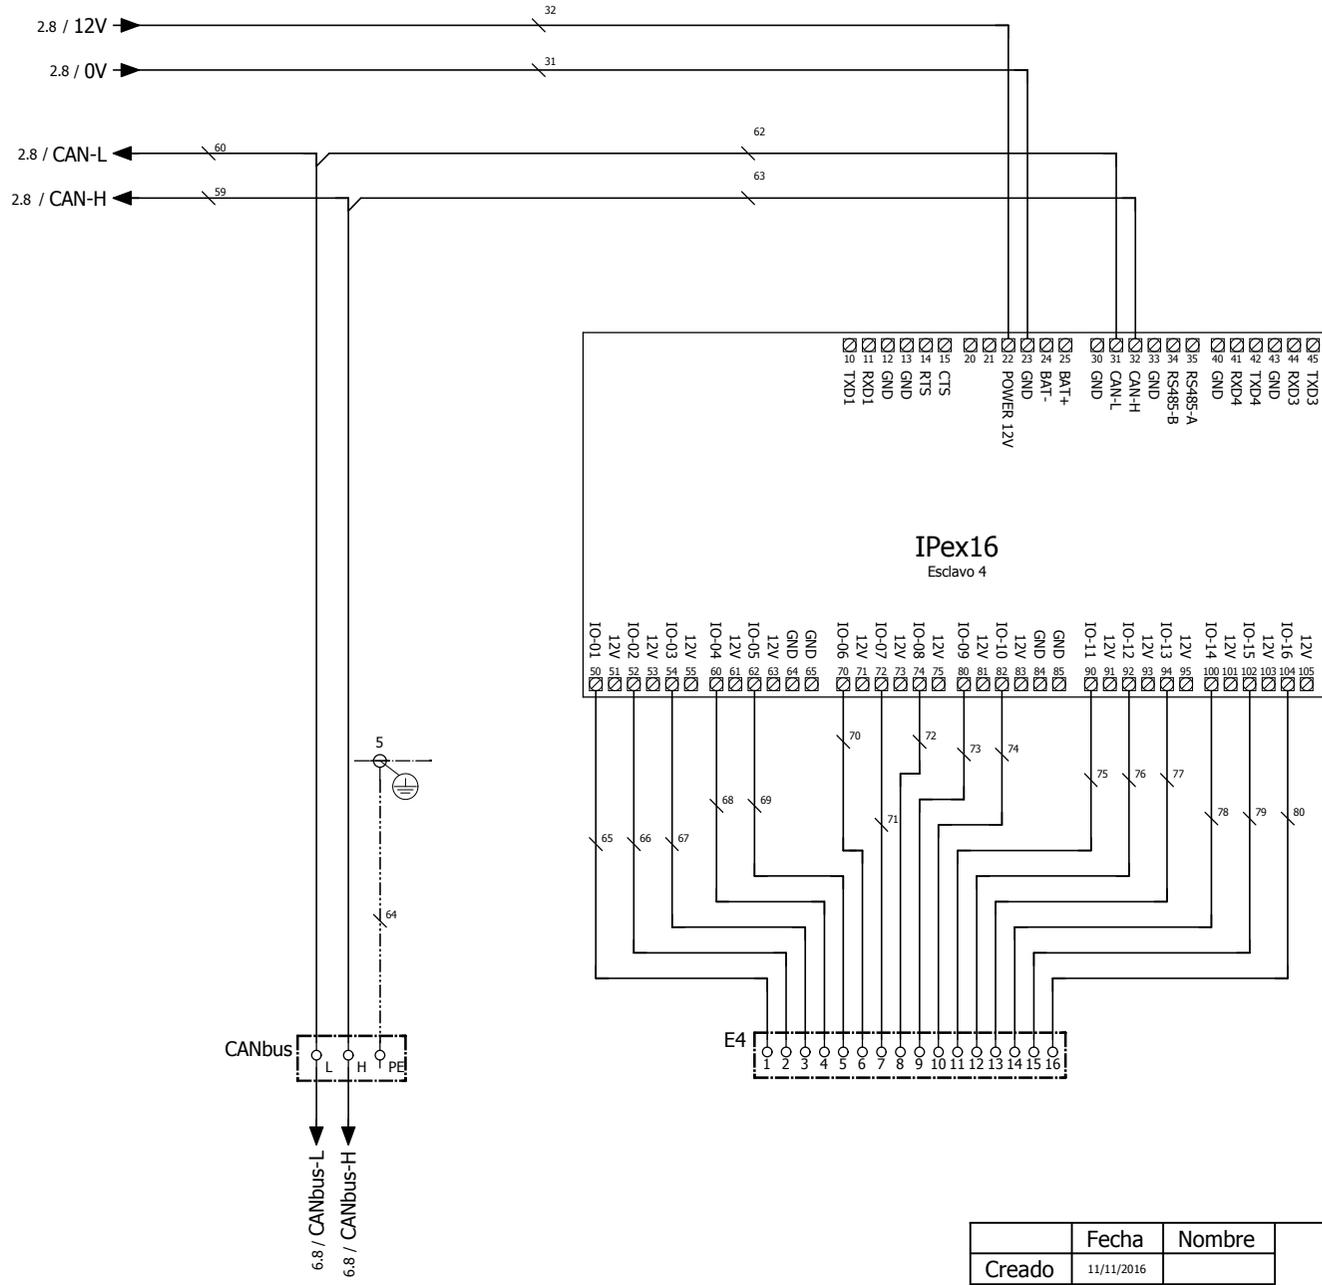 2.8 / 12V
32
2.8 / 0V
31
2.8 / CAN-L
60
62
2.8 / CAN-H
59
63
10 11 12 13 14 15 20 21 22 23 24 25 30 31 32 33 34 35 40 41 42 43 44 45
TXD1
RXD1
GND
GND
RTS
CTS
POWER 12V
GND
BAT-
BAT+
GND
CAN-L
CAN-H
GND
RS485-B
RS485-A
GND
RXD4
TXD4
GND
RXD3
TXD3
IPex16
Esclavo 4
IO-01
12V
IO-02
12V
IO-03
12V
IO-04
12V
IO-05
12V
GND
GND
IO-06
12V
IO-07
12V
IO-08
12V
IO-09
12V
IO-10
12V
GND
GND
IO-11
12V
IO-12
12V
IO-13
12V
IO-14
12V
IO-15
12V
IO-16
12V
50 51 52 53 54 55 60 61 62 63 64 65 70 71 72 73 74 75 80 81 82 83 84 85 90 91 92 93 94 95 100 101 102 103 104 105
5
70
72
73
74
75
76
77
68
69
71
78
79
80
65
66
67
64
CANbus
L
H
PE
E4
1 2 3 4 5 6 7 8 9 10 11 12 13 14 15 16
6.8 / CANbus-L
6.8 / CANbus-H
Fecha Nombre
Creado 11/11/2016